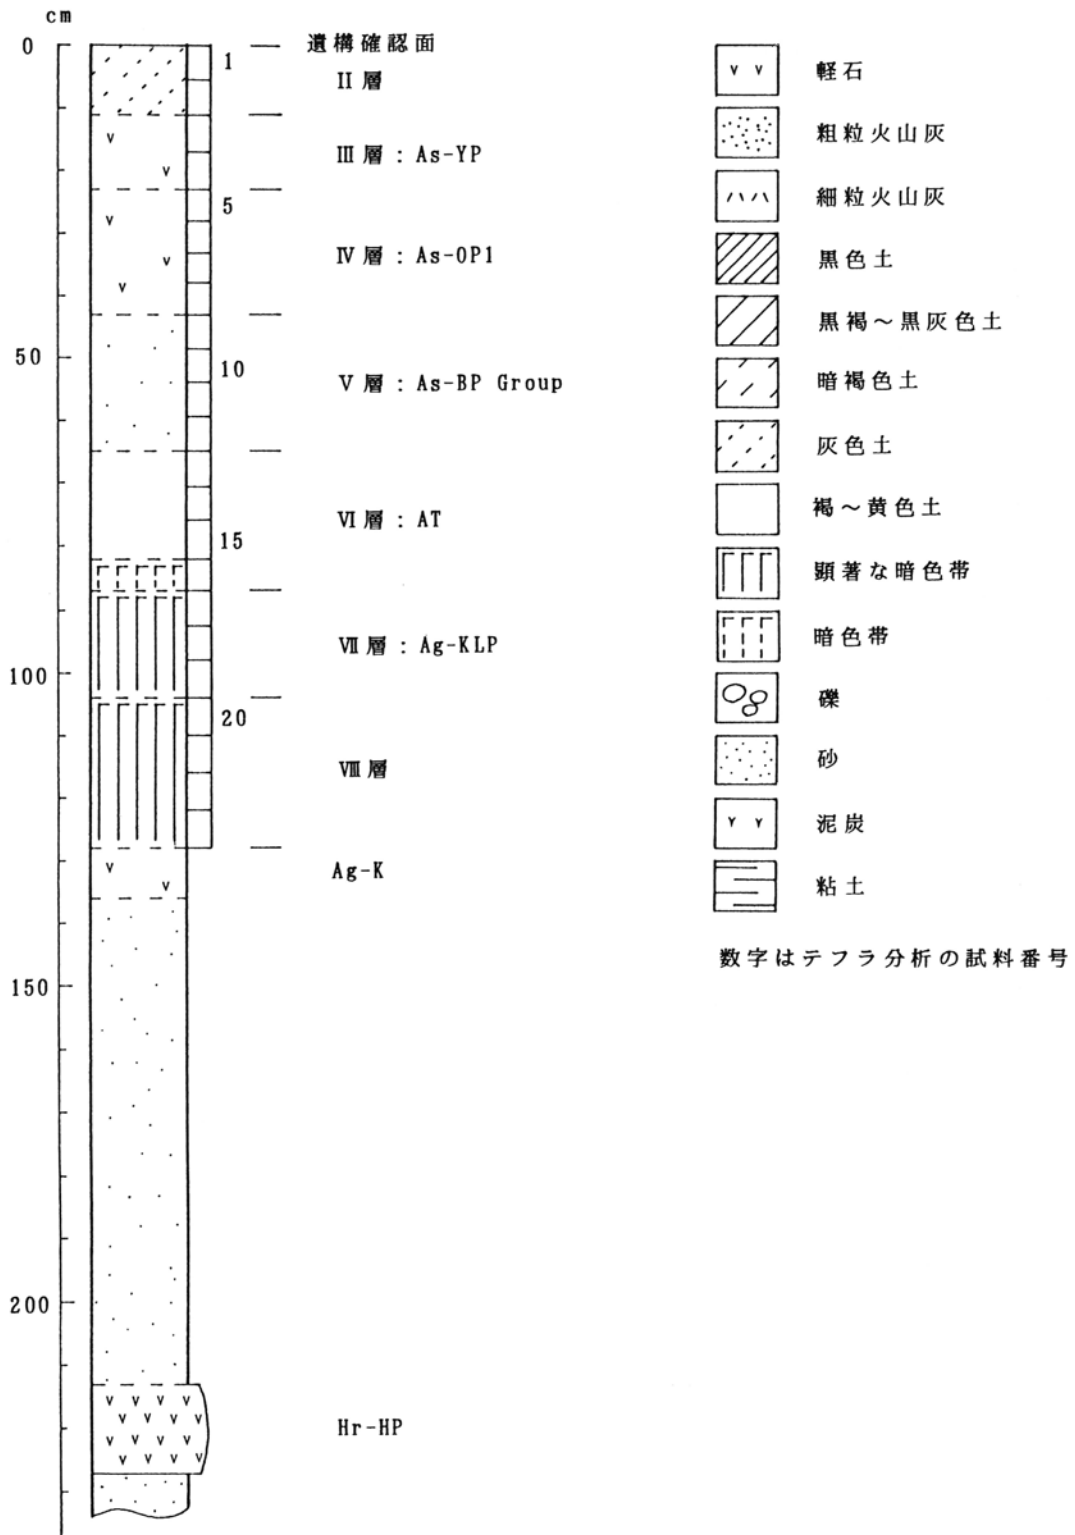 cm
0
50
100
150
200
1
5
10
15
20
遺構確認面
II 層
III 層 : As-YP
IV 層 : As-OP1
V 層 : As-BP Group
VI 層 : AT
VII 層 : Ag-KLP
VIII 層
Ag-K
Hr-HP
軽石
粗粒火山灰
細粒火山灰
黒色土
黒褐～黒灰色土
暗褐色土
灰色土
褐～黄色土
顕著な暗色帯
暗色帯
礫
砂
泥炭
粘土
数字はテフラ分析の試料番号